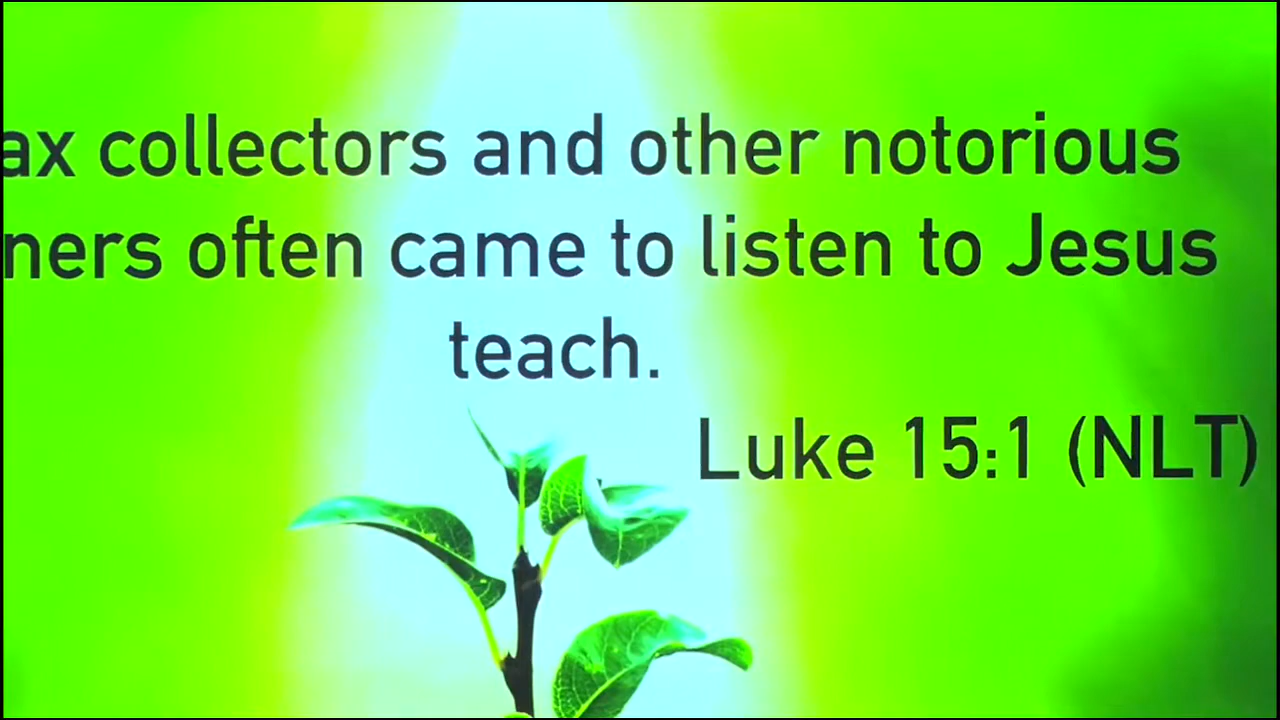 ax collectors and other notorious
ners often came to listen to Jesus
teach.
Luke 15:1 (NLT)